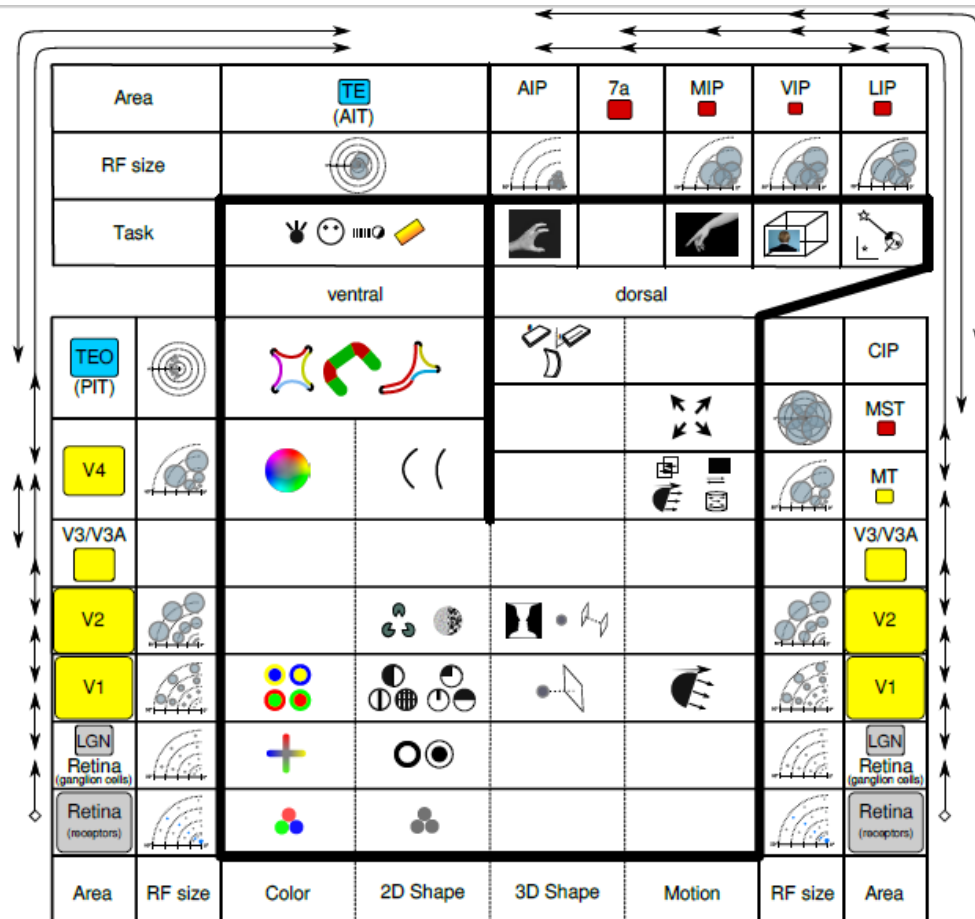 Area TE AIP 7a MIP VIP LIP
(AIT)
RF size
Task
ventral dorsal
TEO CIP
(PIT)
MST
V4 MT
V3/V3A V3/V3A
V2 V2
V1 V1
LGN LGN
Retina Retina
(ganglion cells) (ganglion cells)
Retina Retina
(receptors) (receptors)
Area RF size Color 2D Shape 3D Shape Motion RF size Area